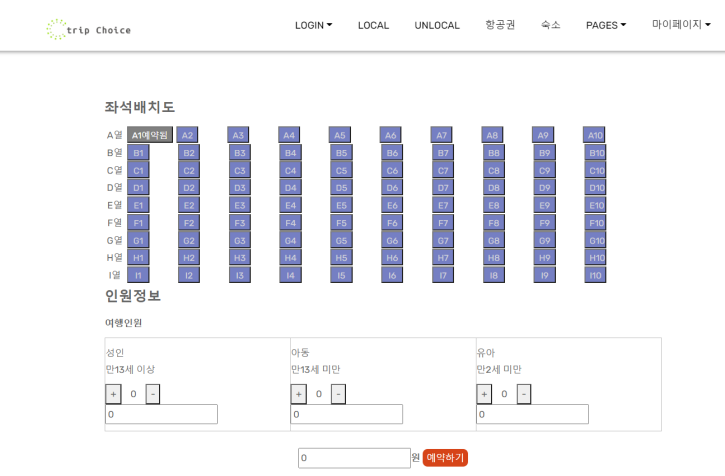 trip Choice LOGIN LOCAL UNLOCAL 항공권 숙소 PAGES 마이페이지
좌석배치도
A열 A1예약됨 A2 A3 A4 A5 A6 A7 A8 A9 A10
B열 B1 B2 B3 B4 B5 B6 B7 B8 B9 B10
C열 C1 C2 C3 C4 C5 C6 C7 C8 C9 C10
D열 D1 D2 D3 D4 D5 D6 D7 D8 D9 D10
E열 E1 E2 E3 E4 E5 E6 E7 E8 E9 E10
F열 F1 F2 F3 F4 F5 F6 F7 F8 F9 F10
G열 G1 G2 G3 G4 G5 G6 G7 G8 G9 G10
H열 H1 H2 H3 H4 H5 H6 H7 H8 H9 H10
I열 I1 I2 I3 I4 I5 I6 I7 I8 I9 I10
인원정보
여행인원
성인 아동 유아
만13세 이상 만13세 미만 만2세 미만
+ 0 - + 0 - + 0 -
0 0 0
0 원 예약하기